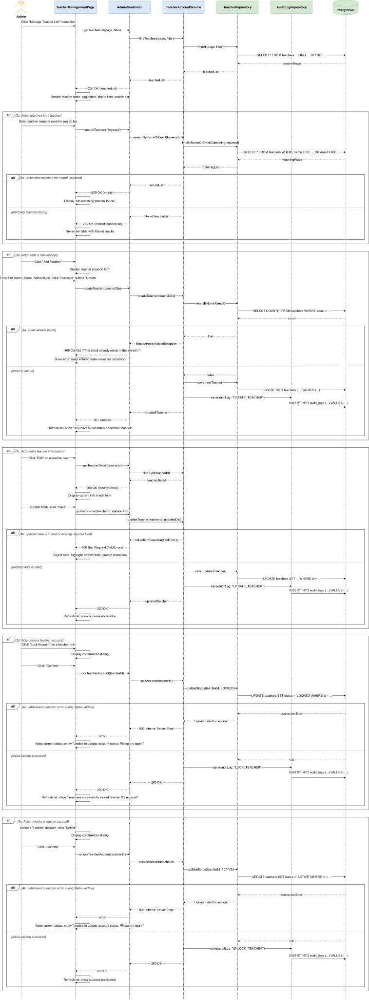 TeacherManagementPage
AdminController
TeacherAccountService
TeacherRepository
AuditLogRepository
PostgreSQL
Admin
Click "Manage Teacher List" menu item
getTeacherList(page, filter)
findTeachers(page, filter)
findAll(page, filter)
SELECT * FROM teachers ... LIMIT ... OFFSET ...
teacherRows
teacherList
teacherList
200 OK (teacherList)
Render teacher table: pagination, status filter, search bar
alt
[3a. Actor searches for a teacher]
Enter teacher name or email in search bar
searchTeachers(keyword)
searchByNameOrEmail(keyword)
findByNameOrEmailContaining(keyword)
SELECT * FROM teachers WHERE name ILIKE ... OR email ILIKE ...
matchingRows
matchingList
alt
[2a. no teacher matches the search keyword]
emptyList
200 OK (empty)
Display "No matching teacher found."
[matching teachers found]
filteredTeacherList
200 OK (filteredTeacherList)
Re-render table with filtered results
alt
[3b. Actor adds a new teacher]
Click "Add Teacher"
Display teacher creation form
Enter Full Name, Email, School/Unit, Initial Password; submit "Create"
createTeacher(teacherDto)
createTeacher(teacherDto)
existsByEmail(email)
SELECT COUNT(*) FROM teachers WHERE email = ...
count
alt
[4a. email already exists]
true
EmailAlreadyExistsException
409 Conflict ("This email already exists in the system.")
Show error, keep entered form values for correction
[email is unique]
false
save(newTeacher)
INSERT INTO teachers (...) VALUES (...)
save(auditLog: "CREATE_TEACHER")
INSERT INTO audit_logs (...) VALUES (...)
createdTeacher
201 Created
Refresh list, show "You have successfully added the teacher"
alt
[3c. Actor edits teacher information]
Click "Edit" on a teacher row
getTeacherDetail(teacherId)
findById(teacherId)
teacherDetail
200 OK (teacherDetail)
Display current info in edit form
Update fields, click "Save"
updateTeacher(teacherId, updatedDto)
updateTeacher(teacherId, updatedDto)
alt
[4b. updated data is invalid or missing required field]
ValidationException(fieldErrors)
400 Bad Request (fieldErrors)
Reject save, highlight invalid fields, prompt correction
[updated data is valid]
save(updatedTeacher)
UPDATE teachers SET ... WHERE id = ...
save(auditLog: "UPDATE_TEACHER")
INSERT INTO audit_logs (...) VALUES (...)
updatedTeacher
200 OK
Refresh list, show success notification
alt
[3d. Actor locks a teacher account]
Click "Lock Account" on a teacher row
Display confirmation dialog
Click "Confirm"
lockTeacherAccount(teacherId)
lockAccount(teacherId)
updateStatus(teacherId, LOCKED)
UPDATE teachers SET status = 'LOCKED' WHERE id = ...
alt
[4c. database/connection error during status update]
connectionError
UpdateFailedException
500 Internal Server Error
error
Keep current status, show "Unable to update account status. Please try again."
[status update succeeds]
OK
save(auditLog: "LOCK_TEACHER")
INSERT INTO audit_logs (...) VALUES (...)
200 OK
200 OK
Refresh list, show "You have successfully locked teacher X's account"
alt
[3e. Actor unlocks a teacher account]
Select a "Locked" account, click "Unlock"
Display confirmation dialog
Click "Confirm"
unlockTeacherAccount(teacherId)
unlockAccount(teacherId)
updateStatus(teacherId, ACTIVE)
UPDATE teachers SET status = 'ACTIVE' WHERE id = ...
alt
[4c. database/connection error during status update]
connectionError
UpdateFailedException
500 Internal Server Error
error
Keep current status, show "Unable to update account status. Please try again."
[status update succeeds]
OK
save(auditLog: "UNLOCK_TEACHER")
INSERT INTO audit_logs (...) VALUES (...)
200 OK
200 OK
Refresh list, show success notification